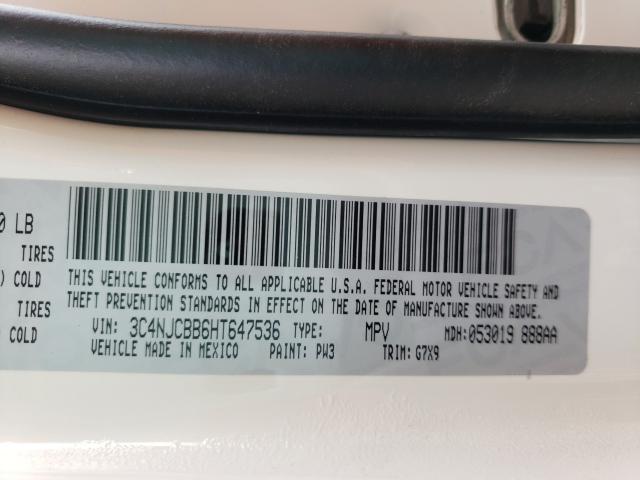 0 LB
TIRES
) COLD
TIRES
) COLD
THIS VEHICLE CONFORMS TO ALL APPLICABLE U.S.A. FEDERAL MOTOR VEHICLE SAFETY AND
THEFT PREVENTION STANDARDS IN EFFECT ON THE DATE OF MANUFACTURE SHOWN ABOVE.
VIN: 3C4NJCBB6HT647536 TYPE: MPV MDH:053019 888AA
VEHICLE MADE IN MEXICO PAINT: PW3 TRIM: G7X9